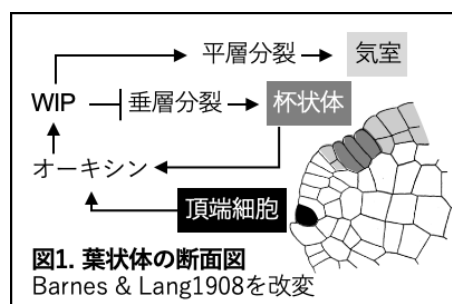 平層分裂 気室
WIP 垂層分裂 杯状体
オーキシン
頂端細胞
図1. 葉状体の断面図
Barnes & Lang1908を改変